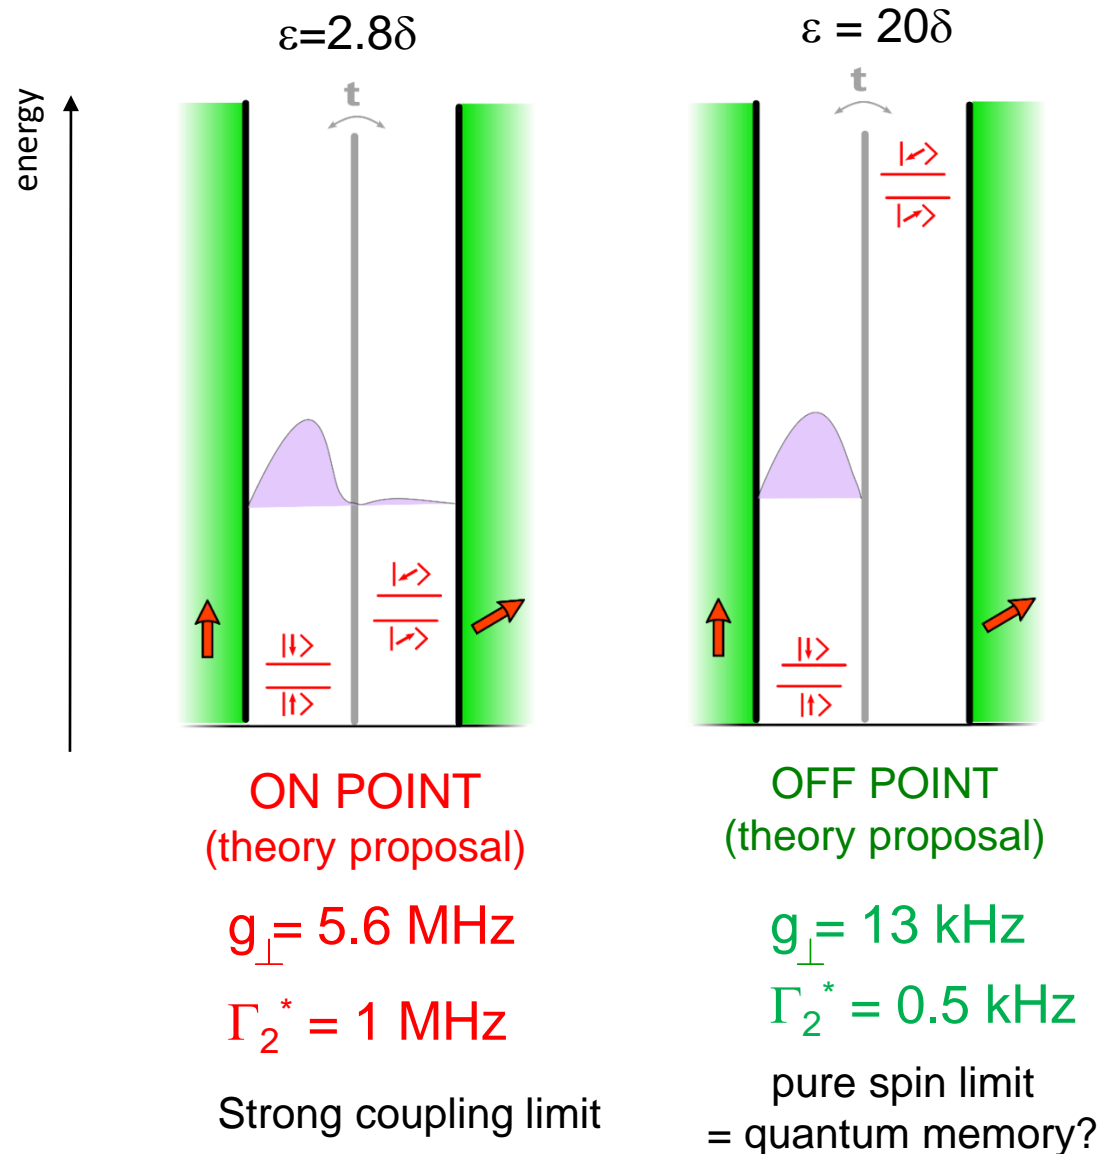 ε=2.8δ
ε = 20δ
energy
t
t
|↙⟩
|↗⟩
|↙⟩
|↗⟩
|↓⟩
|↑⟩
|↓⟩
|↑⟩
ON POINT
(theory proposal)
g⊥= 5.6 MHz
Γ2* = 1 MHz
Strong coupling limit
OFF POINT
(theory proposal)
g⊥= 13 kHz
Γ2* = 0.5 kHz
pure spin limit
= quantum memory?